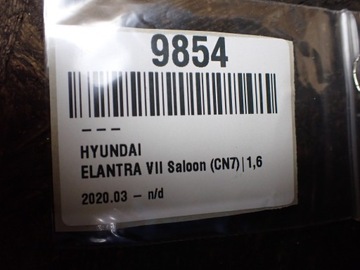 9854
---
HYUNDAI
ELANTRA VII Saloon (CN7)|1,6
2020.03 - n/d